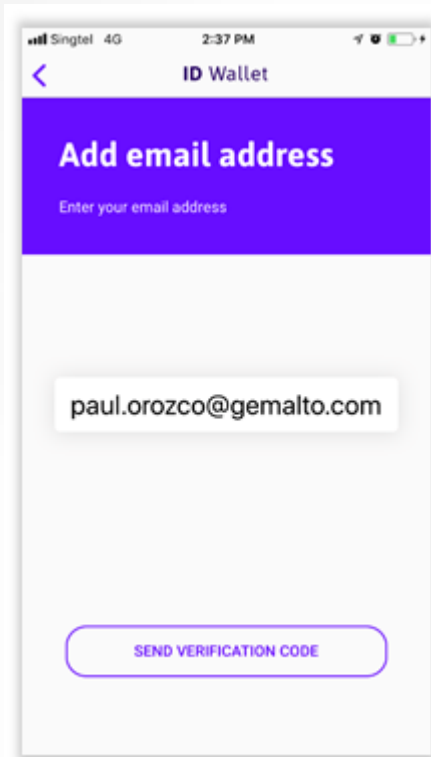 Singtel 4G 2:37 PM
ID Wallet
Add email address
Enter your email address
paul.orozco@gemalto.com
SEND VERIFICATION CODE